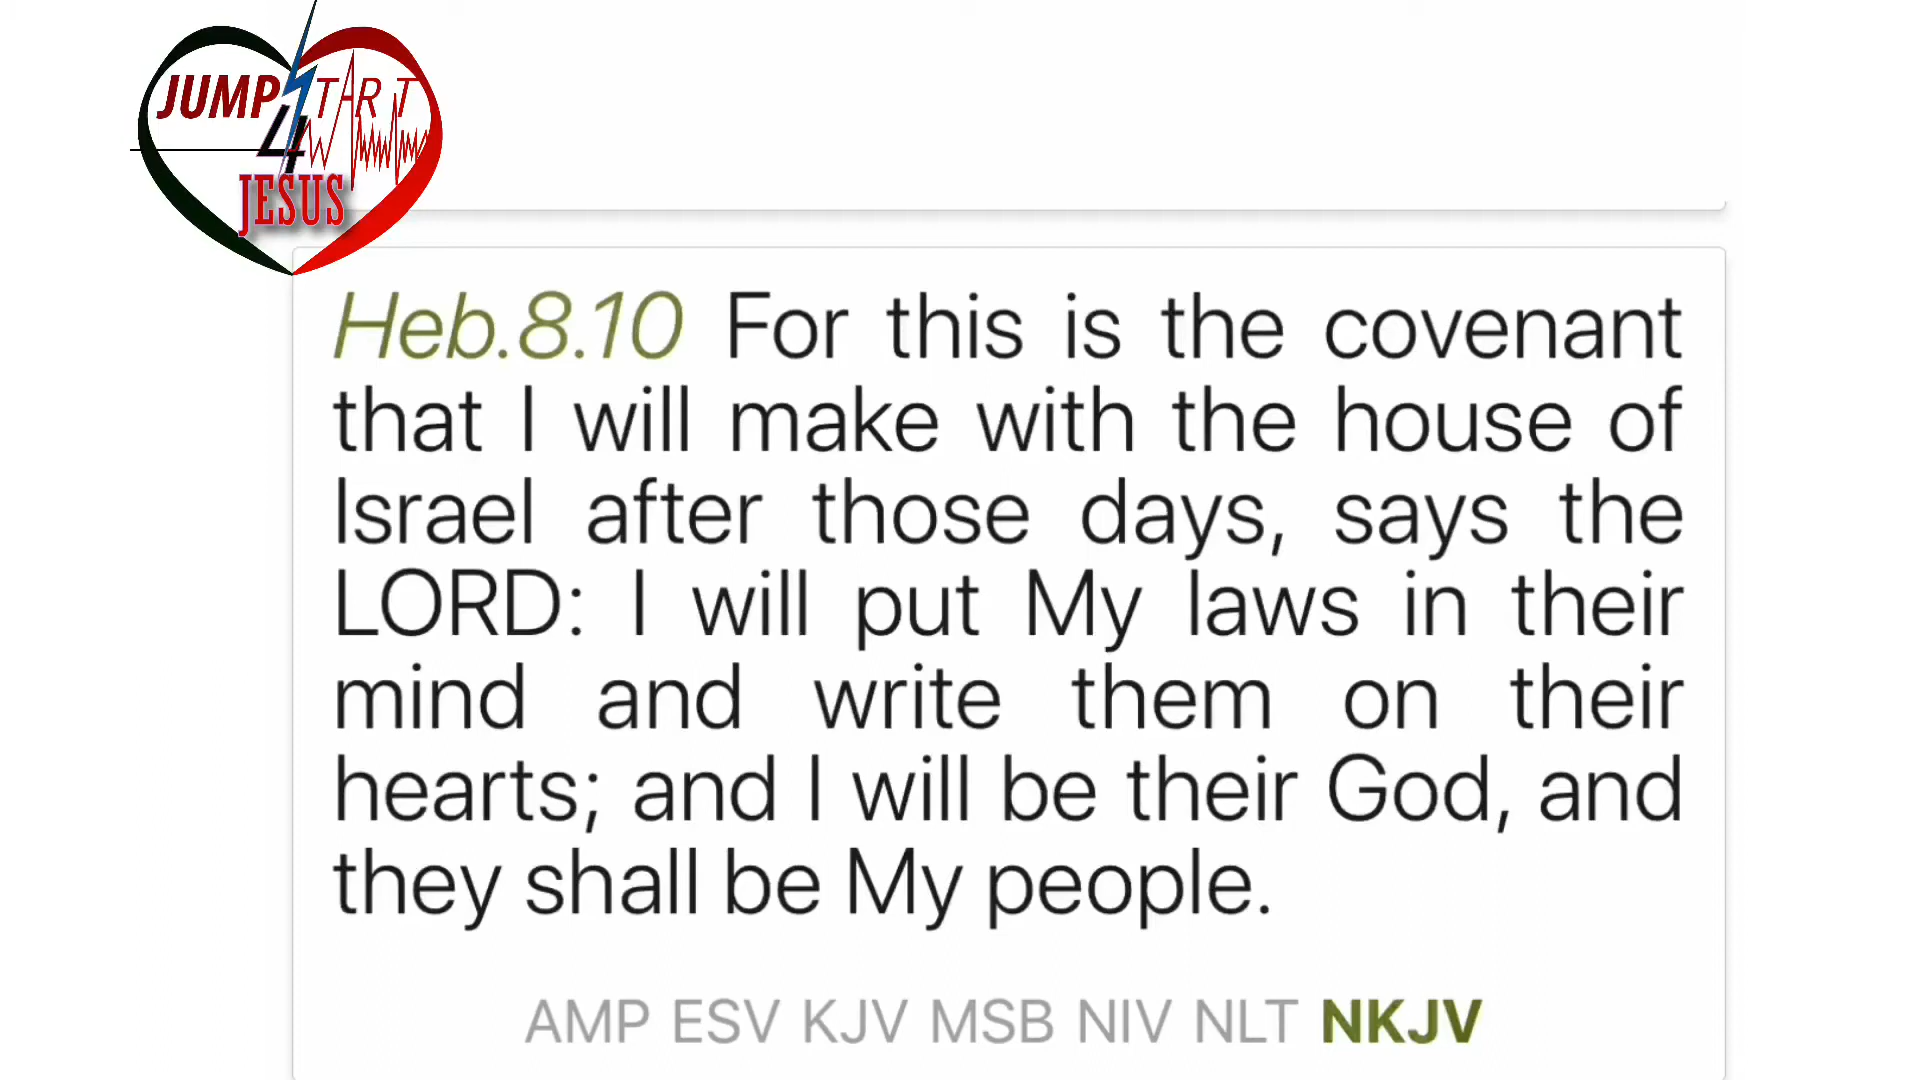 JUMPSTART
4
JESUS
Heb.8.10 For this is the covenant
that I will make with the house of
Israel after those days, says the
LORD: I will put My laws in their
mind and write them on their
hearts; and I will be their God, and
they shall be My people.
AMP ESV KJV MSB NIV NLT NKJV